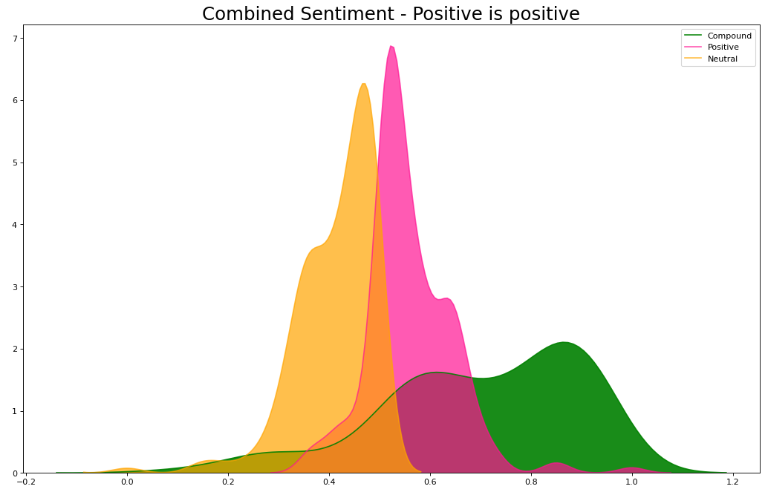 Combined Sentiment - Positive is positive
Compound
Positive
Neutral
7
6
5
4
3
2
1
0
−0.2 0.0 0.2 0.4 0.6 0.8 1.0 1.2